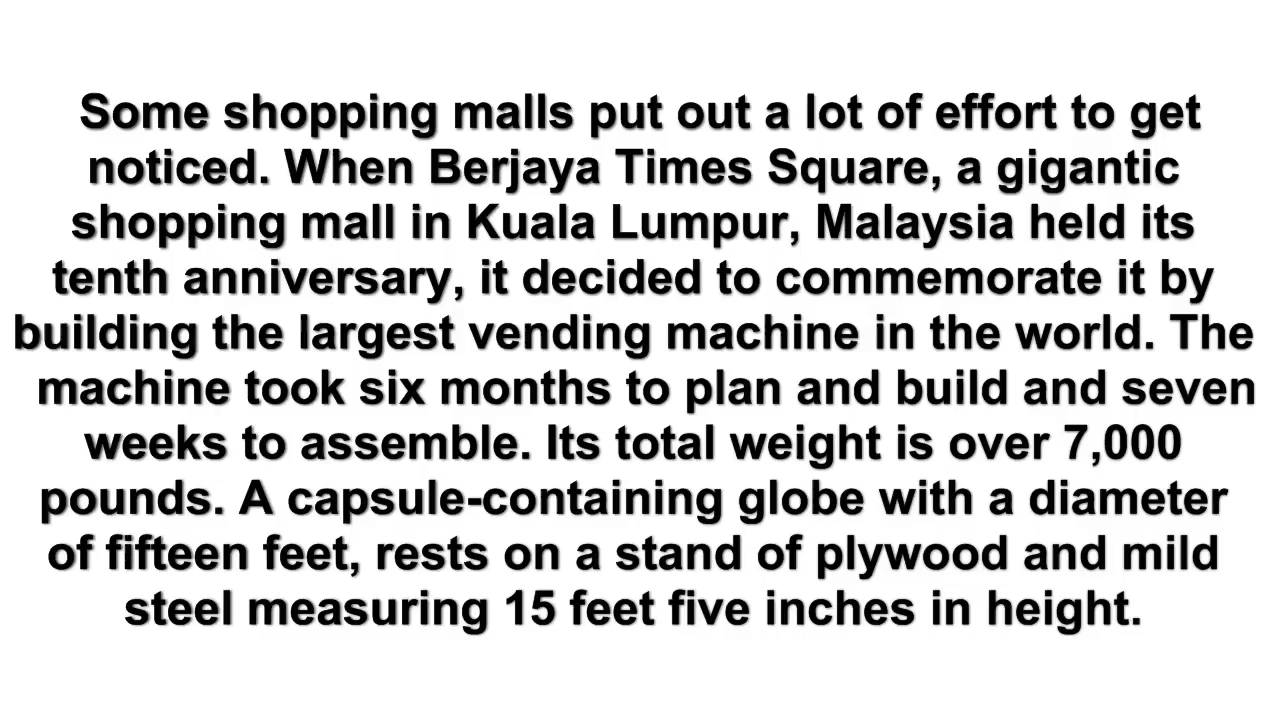 Some shopping malls put out a lot of effort to get
noticed. When Berjaya Times Square, a gigantic
shopping mall in Kuala Lumpur, Malaysia held its
tenth anniversary, it decided to commemorate it by
building the largest vending machine in the world. The
machine took six months to plan and build and seven
weeks to assemble. Its total weight is over 7,000
pounds. A capsule-containing globe with a diameter
of fifteen feet, rests on a stand of plywood and mild
steel measuring 15 feet five inches in height.